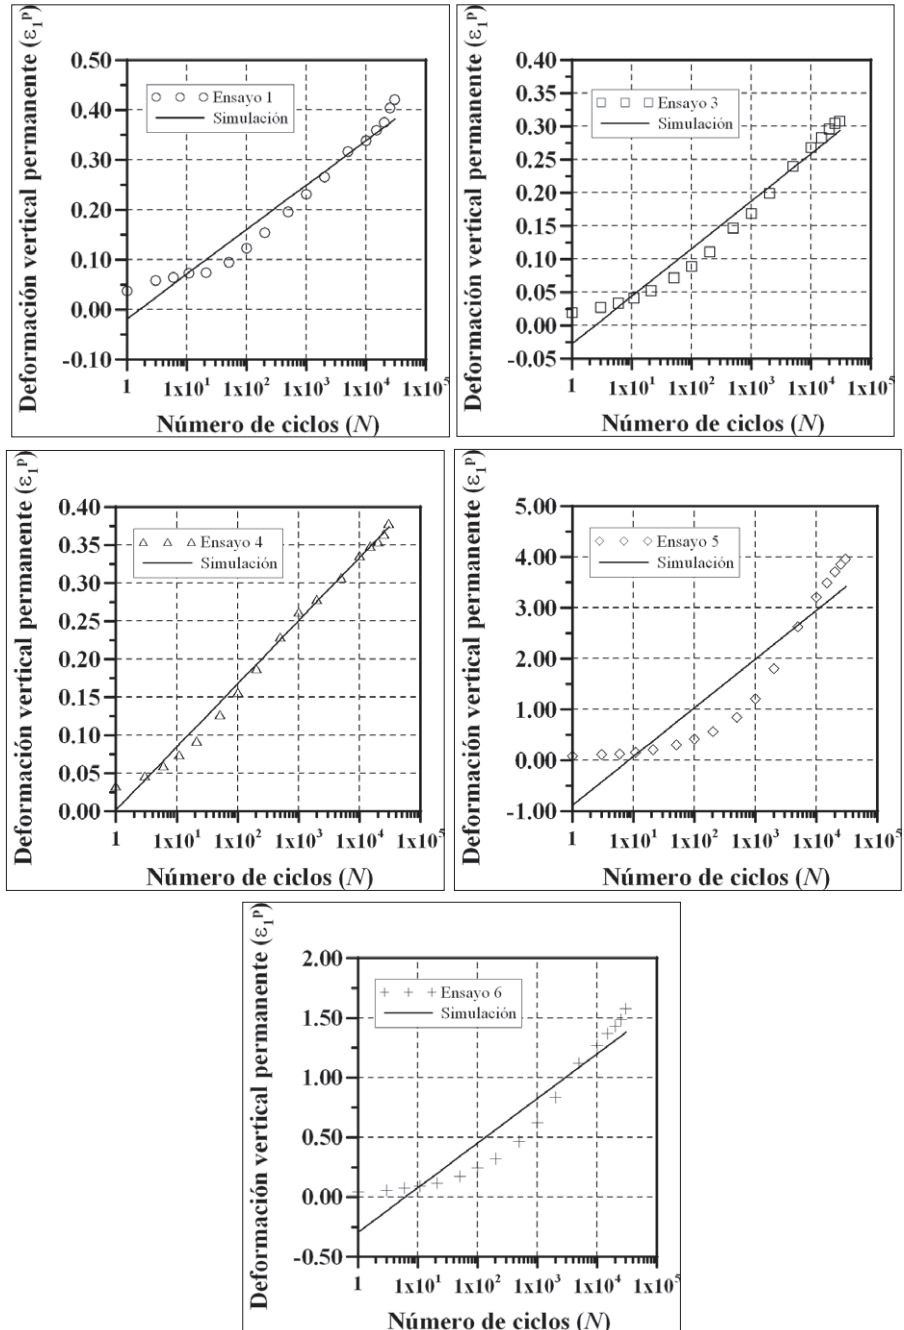 Deformación vertical permanente (ε₁ᵖ)
0.50
0.40
0.30
0.20
0.10
0.00
-0.10
Ensayo 1
Simulación
1 1x10¹ 1x10² 1x10³ 1x10⁴ 1x10⁵
Número de ciclos (N)
Deformación vertical permanente (ε₁ᵖ)
0.40
0.35
0.30
0.25
0.20
0.15
0.10
0.05
0.00
-0.05
Ensayo 3
Simulación
1 1x10¹ 1x10² 1x10³ 1x10⁴ 1x10⁵
Número de ciclos (N)
Deformación vertical permanente (ε₁ᵖ)
0.40
0.35
0.30
0.25
0.20
0.15
0.10
0.05
0.00
Ensayo 4
Simulación
1 1x10¹ 1x10² 1x10³ 1x10⁴ 1x10⁵
Número de ciclos (N)
Deformación vertical permanente (ε₁ᵖ)
5.00
4.00
3.00
2.00
1.00
0.00
-1.00
Ensayo 5
Simulación
1 1x10¹ 1x10² 1x10³ 1x10⁴ 1x10⁵
Número de ciclos (N)
Deformación vertical permanente (ε₁ᵖ)
2.00
1.50
1.00
0.50
0.00
-0.50
Ensayo 6
Simulación
1 1x10¹ 1x10² 1x10³ 1x10⁴ 1x10⁵
Número de ciclos (N)